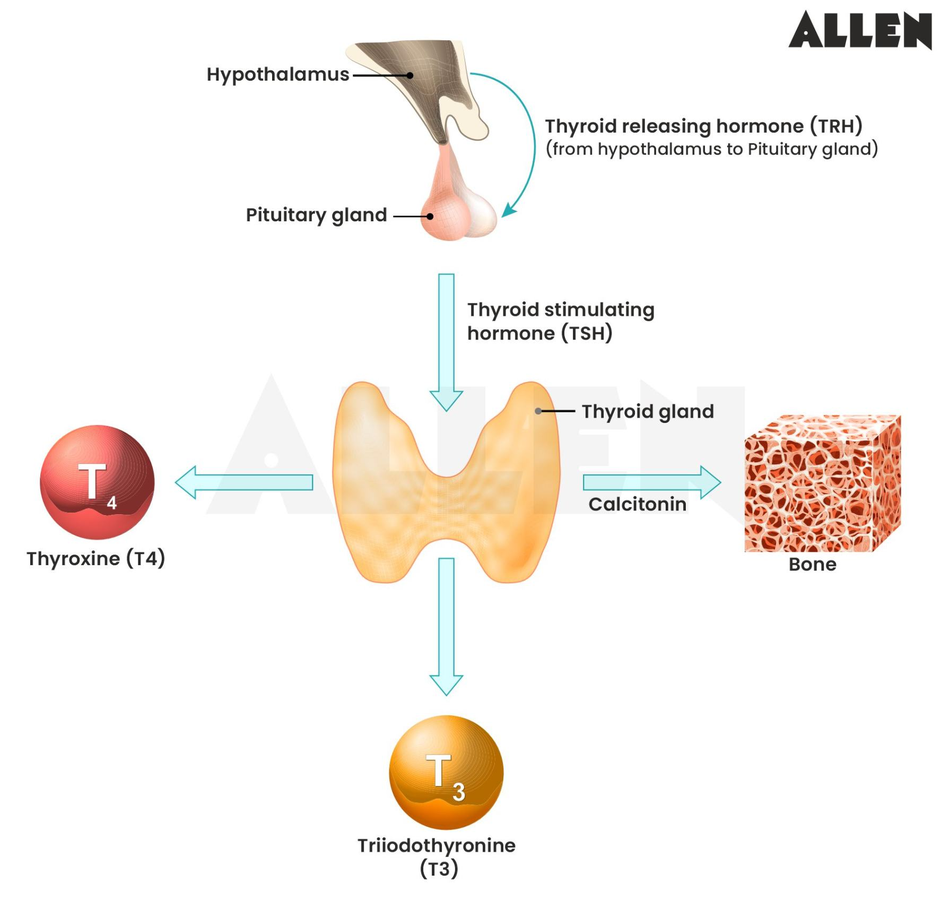 ALLEN
Hypothalamus
Thyroid releasing hormone (TRH)
(from hypothalamus to Pituitary gland)
Pituitary gland
Thyroid stimulating
hormone (TSH)
ALLEN
Thyroid gland
T4
Thyroxine (T4)
Calcitonin
Bone
T3
Triiodothyronine
(T3)